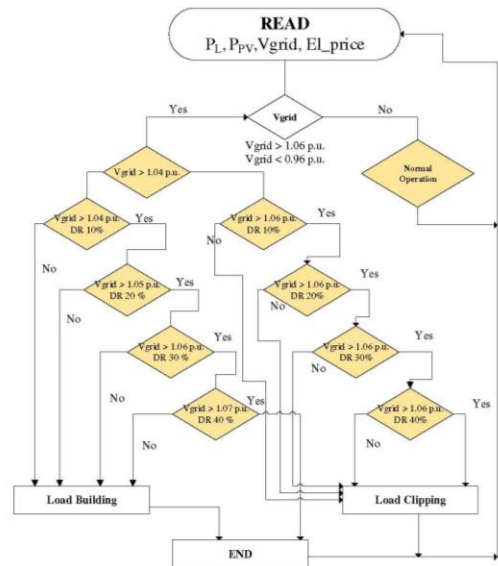 READ
P_L, P_PV,Vgrid, El_price
Yes
Vgrid
No
Vgrid > 1.06 p.u.
Vgrid < 0.96 p.u.
Vgrid > 1.04 p.u.
Normal
Operation
Vgrid > 1.04 p.u.
DR 10%
Yes
Vgrid > 1.06 p.u.
DR 10%
Yes
No
No
Vgrid > 1.05 p.u.
DR 20 %
Yes
Vgrid > 1.06 p.u.
DR 20%
Yes
No
No
Vgrid > 1.06 p.u.
DR 30 %
Yes
Vgrid > 1.06 p.u.
DR 30%
Yes
No
No
Vgrid > 1.07 p.u.
DR 40 %
Yes
Vgrid > 1.06 p.u.
DR 40%
Yes
No
No
Load Building
Load Clipping
END